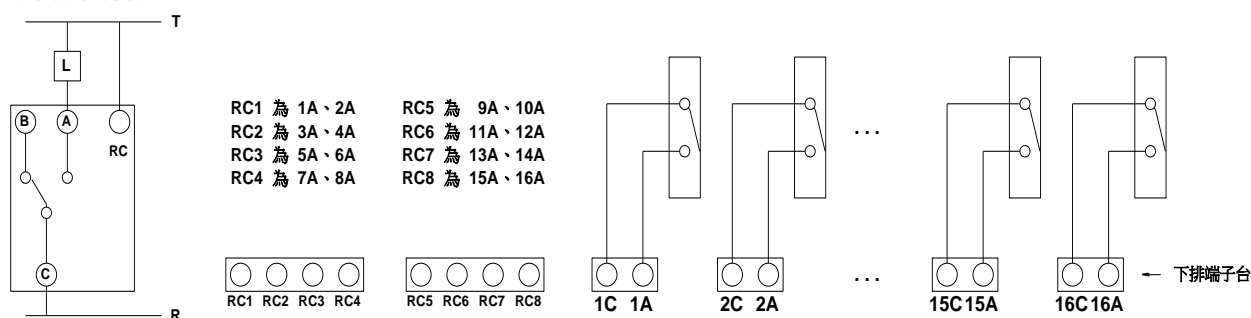 T
L
B A
RC
C
R
RC1 為 1A、2A
RC2 為 3A、4A
RC3 為 5A、6A
RC4 為 7A、8A
RC5 為 9A、10A
RC6 為 11A、12A
RC7 為 13A、14A
RC8 為 15A、16A
...
RC1 RC2 RC3 RC4
RC5 RC6 RC7 RC8
1C 1A
2C 2A
...
15C 15A
16C 16A
← 下排端子台